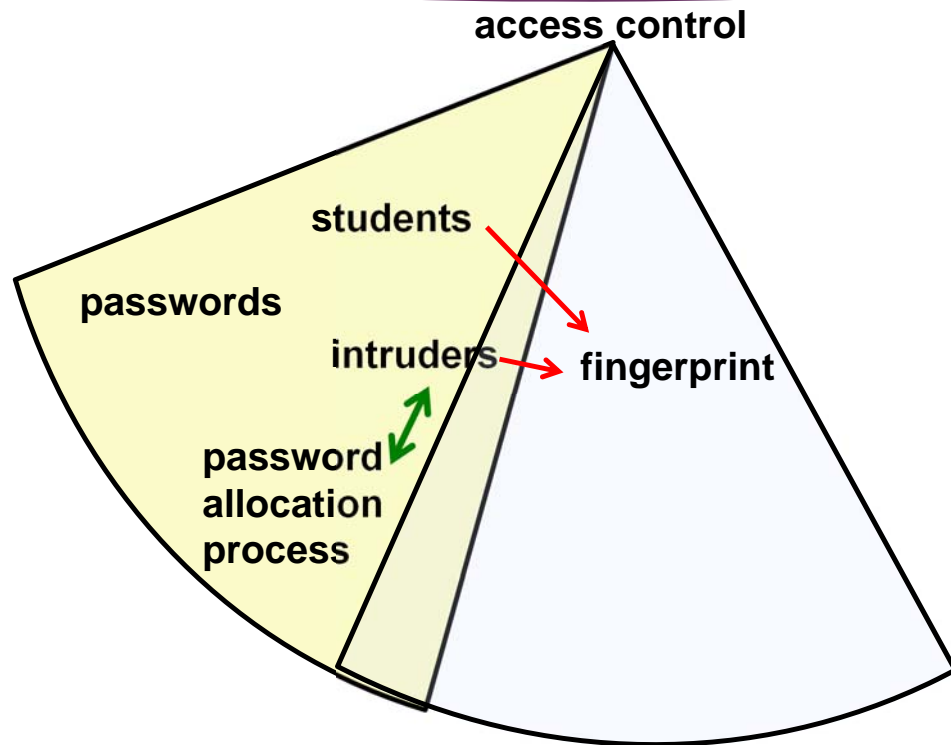 access control
students
passwords
intruders
fingerprint
password
allocation
process